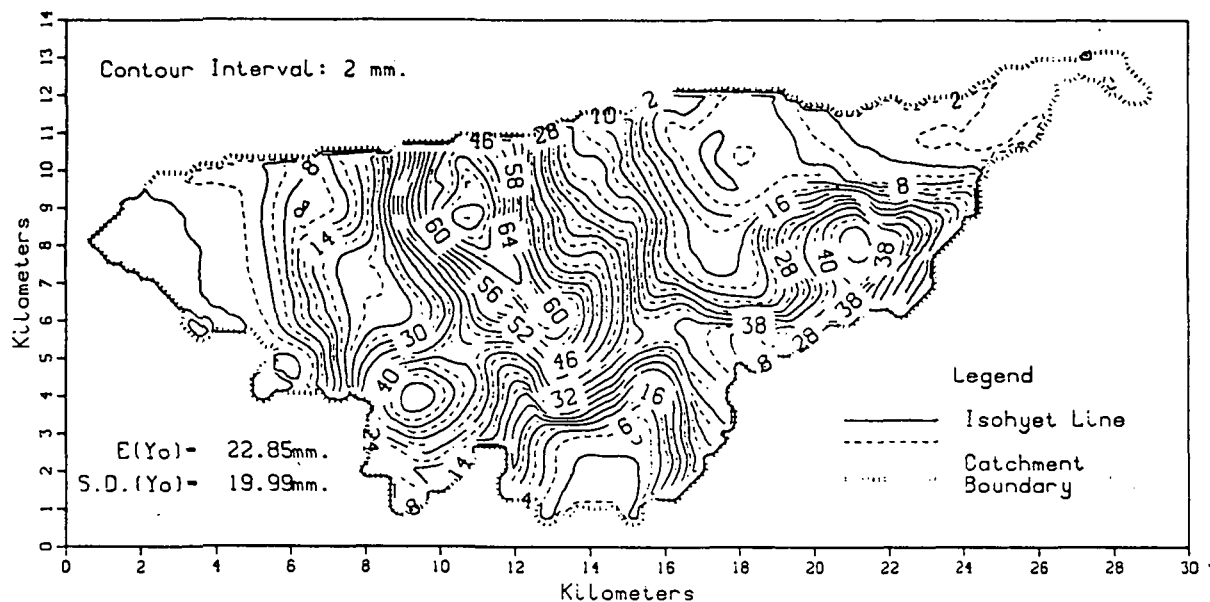 14
13
12
11
10
9
8
7
6
5
4
3
2
1
0
Kilometers
Contour Interval: 2 mm.
46 28 10 2 2
8 58
8 8
16
14 60 64
28 40 38
56
60
30 52 38 38
46 28
40 8
32 16
24 6
14
4
8
E(Yo)= 22.85mm.
S.D.(Yo)= 19.99mm.
Legend
Isohyet Line
Catchment
Boundary
0 2 4 6 8 10 12 14 16 18 20 22 24 26 28 30
Kilometers